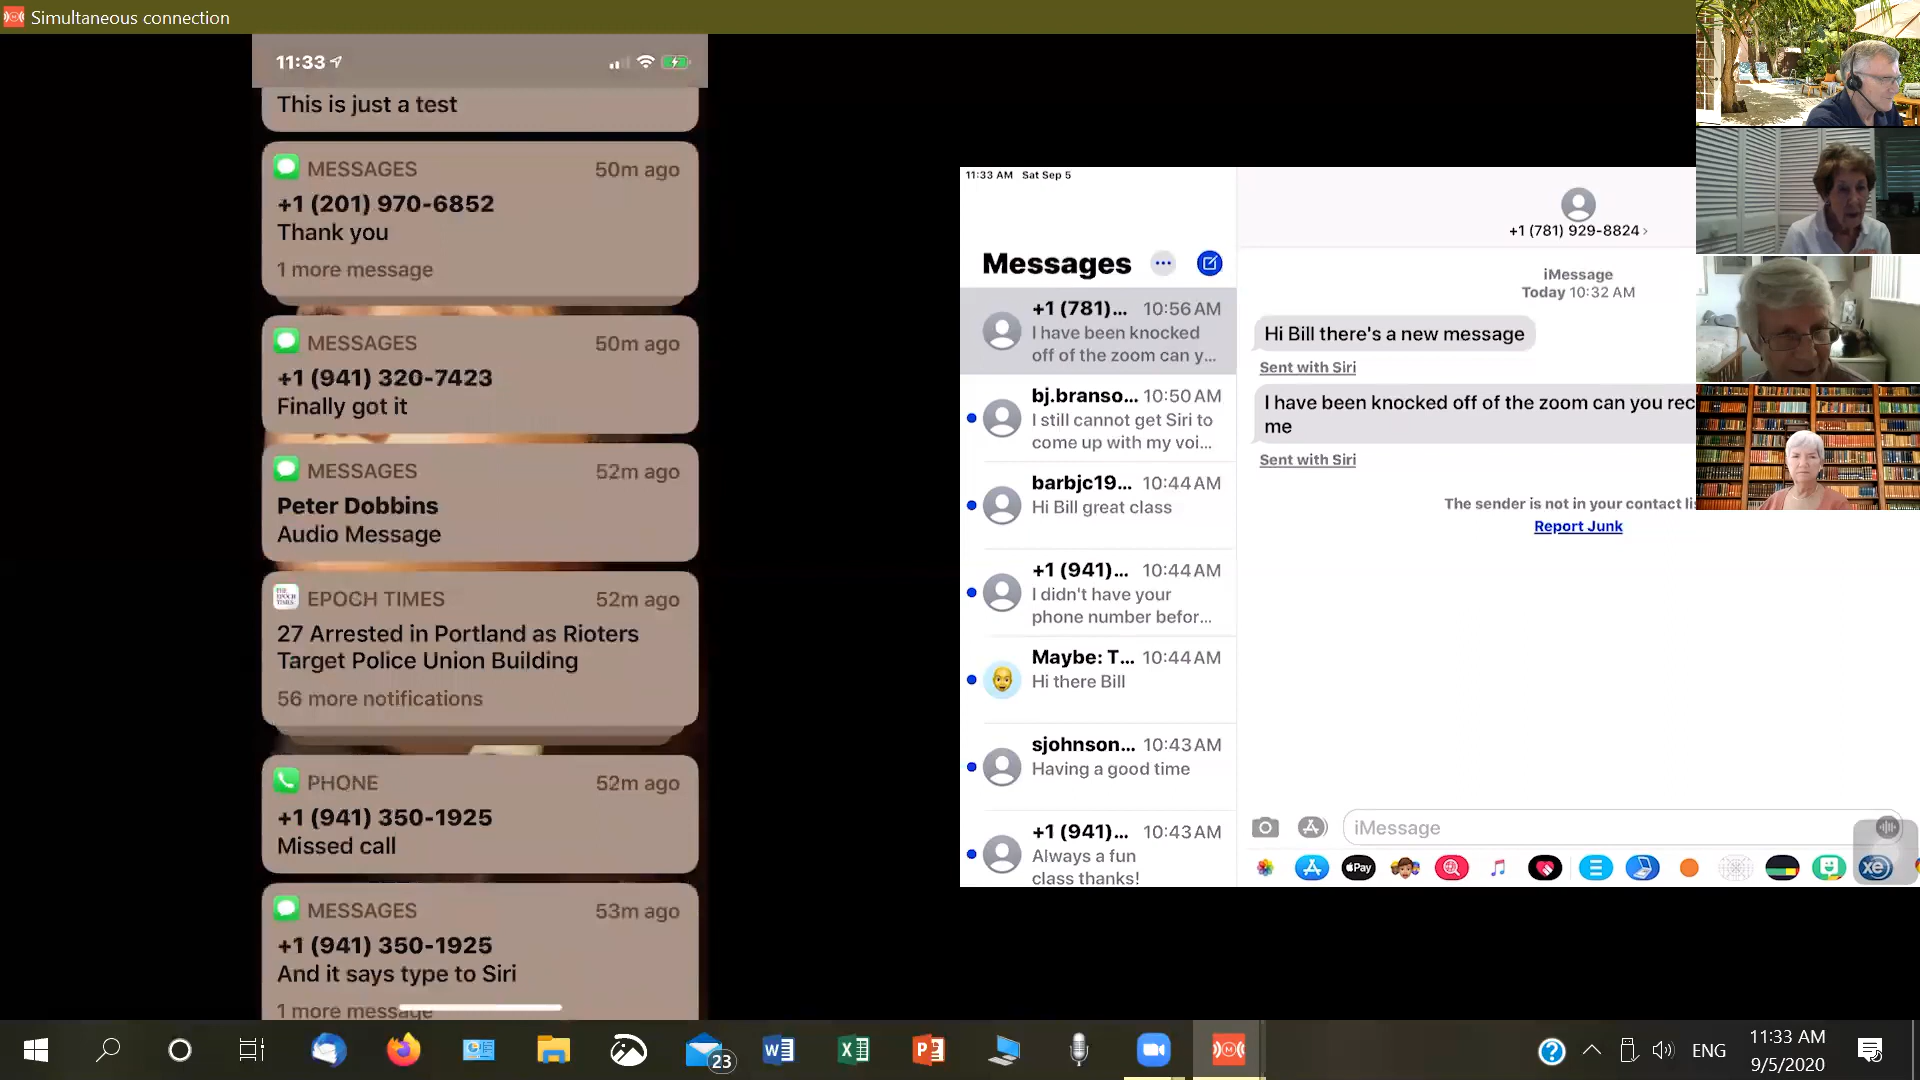 Simultaneous connection
11:33
This is just a test
MESSAGES 50m ago
+1 (201) 970-6852
Thank you
1 more message
MESSAGES 50m ago
+1 (941) 320-7423
Finally got it
MESSAGES 52m ago
Peter Dobbins
Audio Message
THE EPOCH TIMES
EPOCH TIMES 52m ago
27 Arrested in Portland as Rioters
Target Police Union Building
56 more notifications
PHONE 52m ago
+1 (941) 350-1925
Missed call
MESSAGES 53m ago
+1 (941) 350-1925
And it says type to Siri
1 more message
11:33 AM Sat Sep 5
Messages
+1 (781)... 10:56 AM
I have been knocked
off of the zoom can y...
bj.branso... 10:50 AM
I still cannot get Siri to
come up with my voi...
barbjc19... 10:44 AM
Hi Bill great class
+1 (941)... 10:44 AM
I didn't have your
phone number befor...
Maybe: T... 10:44 AM
Hi there Bill
sjohnson... 10:43 AM
Having a good time
+1 (941)... 10:43 AM
Always a fun
class thanks!
+1 (781) 929-8824
iMessage
Today 10:32 AM
Hi Bill there's a new message
Sent with Siri
I have been knocked off of the zoom can you rec
me
Sent with Siri
The sender is not in your contact lis
Report Junk
iMessage
Pay
xe
23
ENG
11:33 AM
9/5/2020